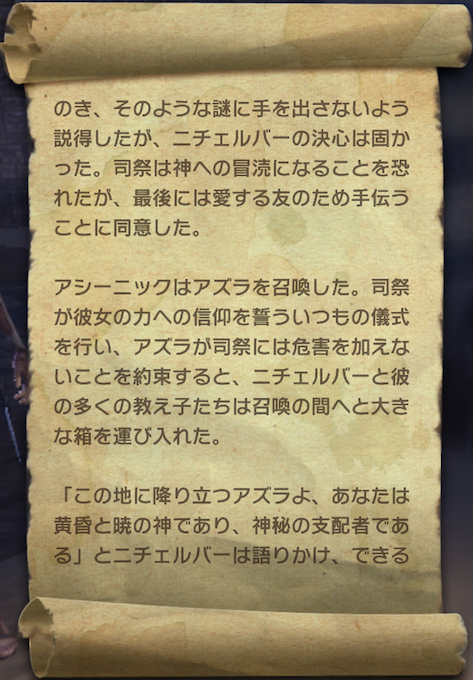 のき、そのような謎に手を出さないよう
説得したが、ニチェルバーの決心は固か
った。司祭は神への冒涜になることを恐
れたが、最後には愛する友のため手伝う
ことに同意した。
アシーニックはアズラを召喚した。司祭
が彼女の力への信仰を誓ういつもの儀式
を行い、アズラが司祭には危害を加えな
いことを約束すると、ニチェルバーと彼
の多くの教え子たちは召喚の間へと大き
な箱を運び入れた。
「この地に降り立つアズラよ、あなたは
黄昏と暁の神であり、神秘の支配者であ
る」とニチェルバーは語りかけ、できる